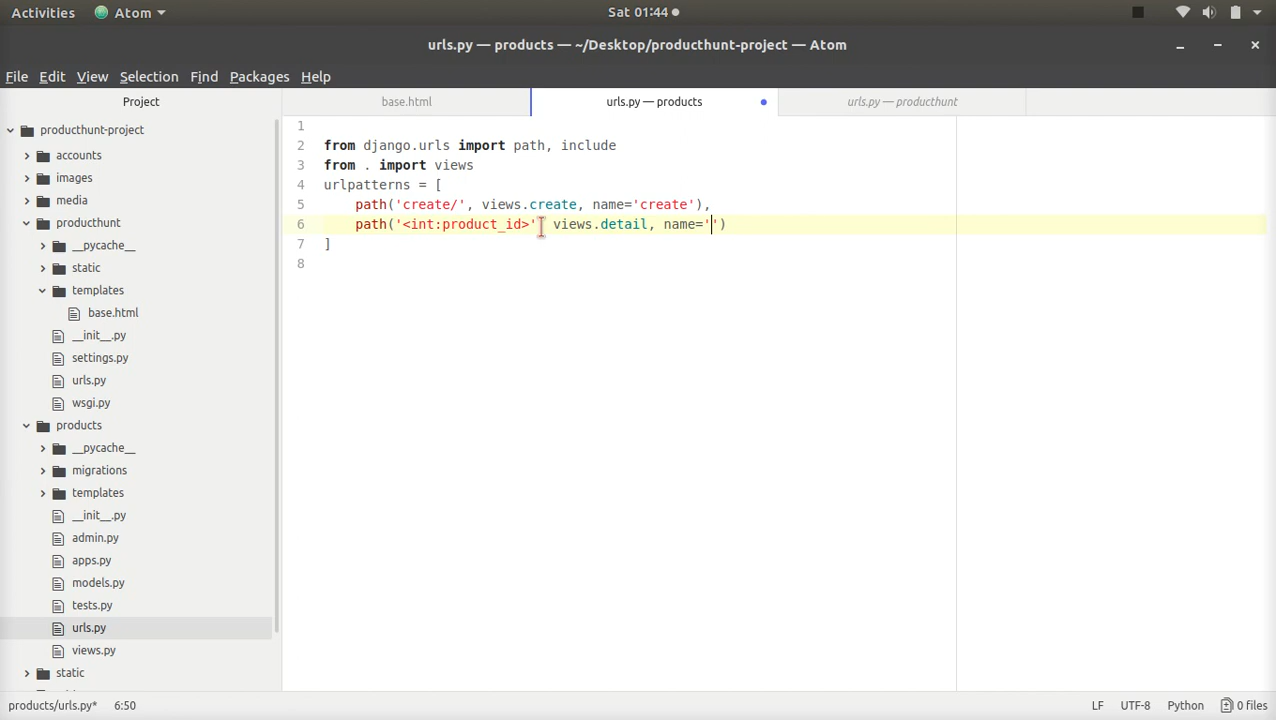 Activities Atom Sat 01:44
urls.py — products — ~/Desktop/producthunt-project — Atom
File Edit View Selection Find Packages Help
Project base.html urls.py — products urls.py — producthunt
producthunt-project
accounts
images
media
producthunt
__pycache__
static
templates
base.html
__init__.py
settings.py
urls.py
wsgi.py
products
__pycache__
migrations
templates
__init__.py
admin.py
apps.py
models.py
tests.py
urls.py
views.py
static
1
2 from django.urls import path, include
3 from . import views
4 urlpatterns = [
5 path('create/', views.create, name='create'),
6 path('<int:product_id>' views.detail, name='')
7 ]
8
products/urls.py* 6:50 LF UTF-8 Python 0 files